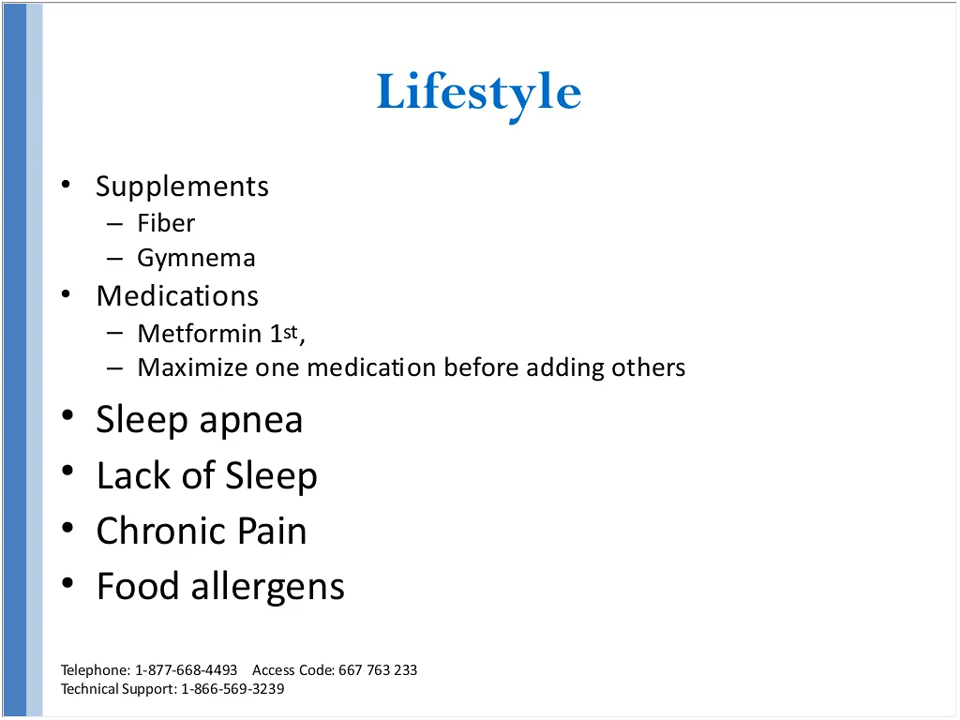 Lifestyle
• Supplements
– Fiber
– Gymnema
• Medications
– Metformin 1st,
– Maximize one medication before adding others
• Sleep apnea
• Lack of Sleep
• Chronic Pain
• Food allergens
Telephone: 1-877-668-4493 Access Code: 667 763 233
Technical Support: 1-866-569-3239